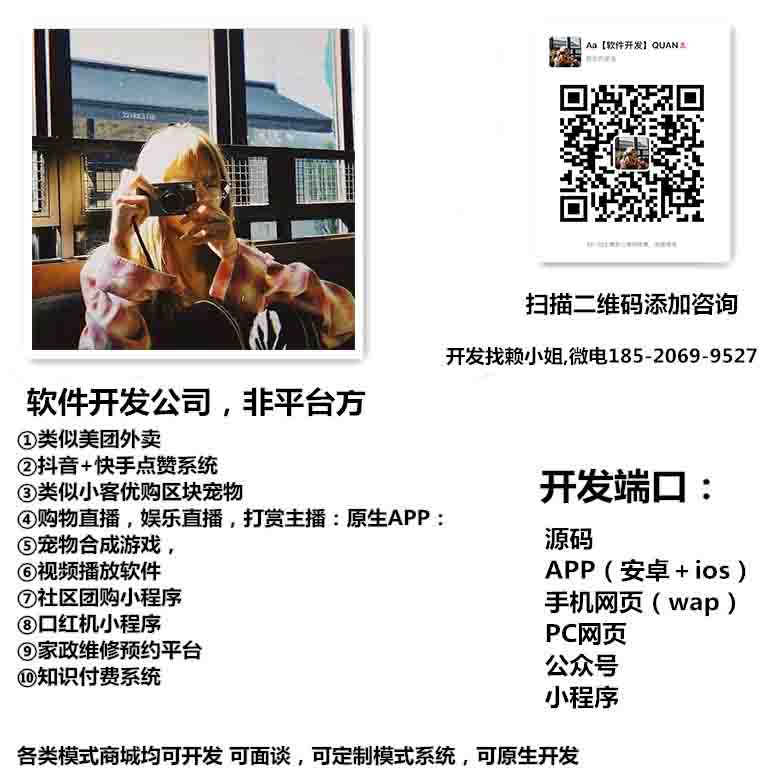 Aa【软件开发】QUAN
扫描二维码添加咨询
开发找赖小姐,微电185-2069-9527
软件开发公司，非平台方
①类似美团外卖
②抖音+快手点赞系统
③类似小客优购区块宠物
④购物直播，娱乐直播，打赏主播：原生APP：
⑤宠物合成游戏，
⑥视频播放软件
⑦社区团购小程序
⑧口红机小程序
⑨家政维修预约平台
⑩知识付费系统
开发端口：
源码
APP（安卓＋ios）
手机网页（wap）
PC网页
公众号
小程序
各类模式商城均可开发 可面谈，可定制模式系统，可原生开发